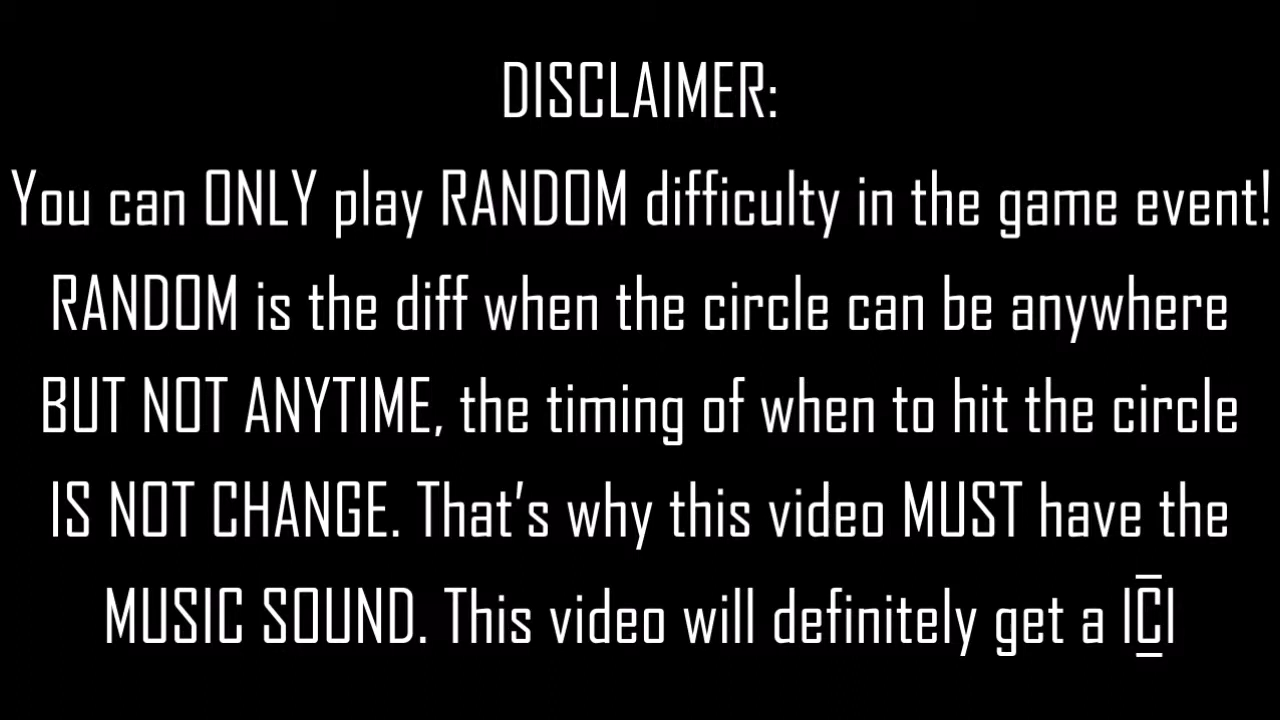 DISCLAIMER:
You can ONLY play RANDOM difficulty in the game event!
RANDOM is the diff when the circle can be anywhere
BUT NOT ANYTIME, the timing of when to hit the circle
IS NOT CHANGE. That's why this video MUST have the
MUSIC SOUND. This video will definitely get a |C̲̅|